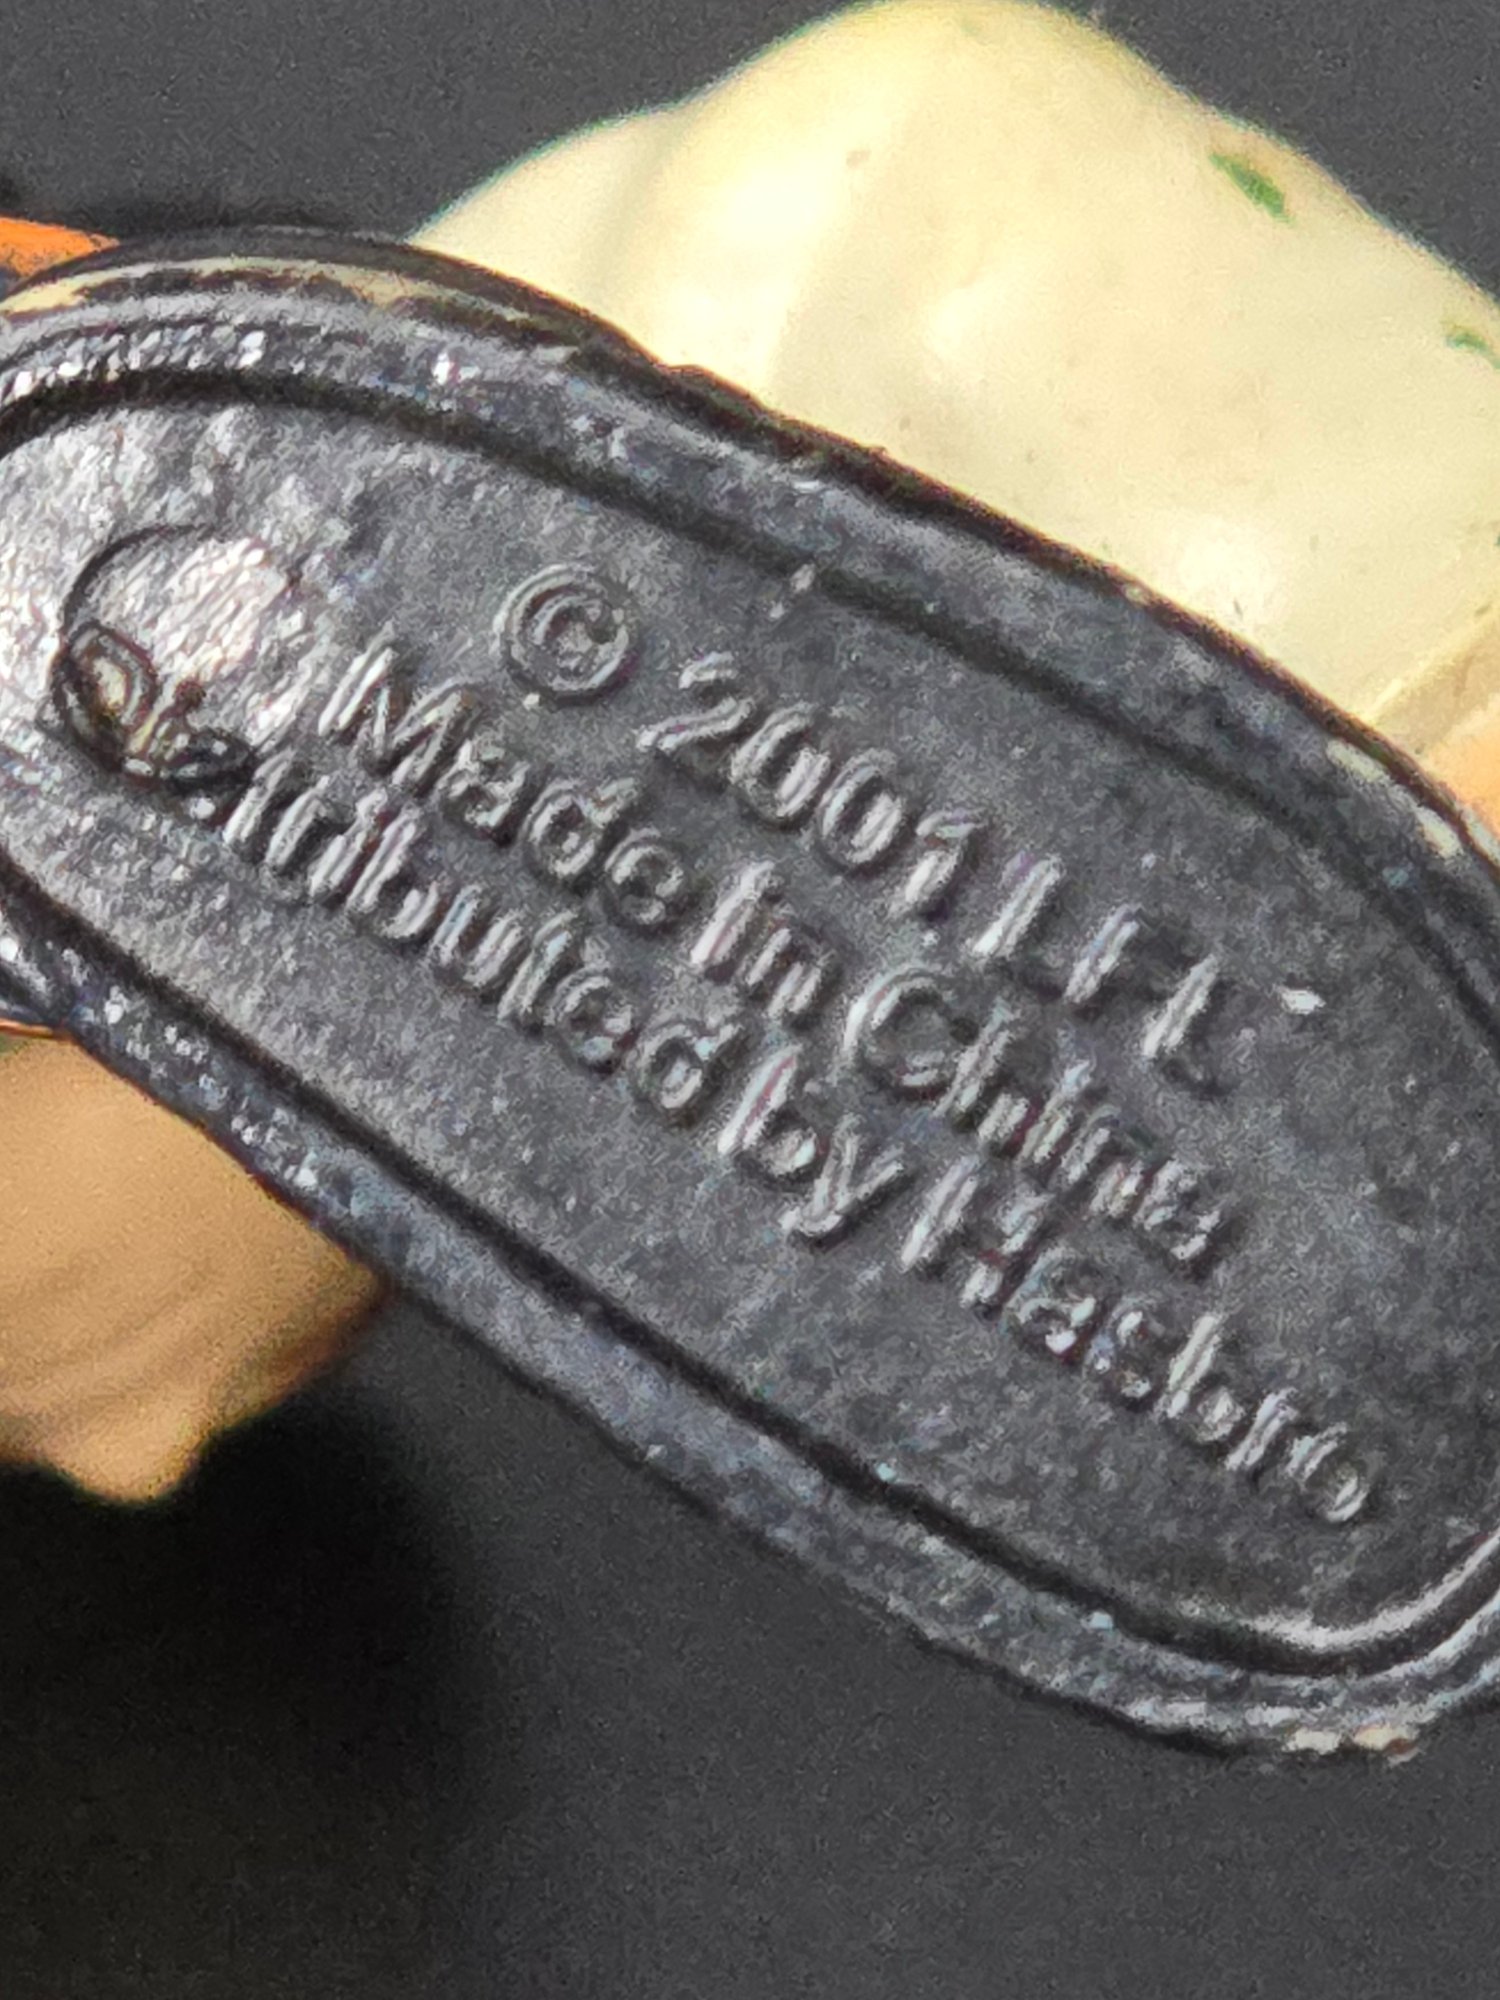 © 2001 LFL
Made in China
Distributed by Hasbro